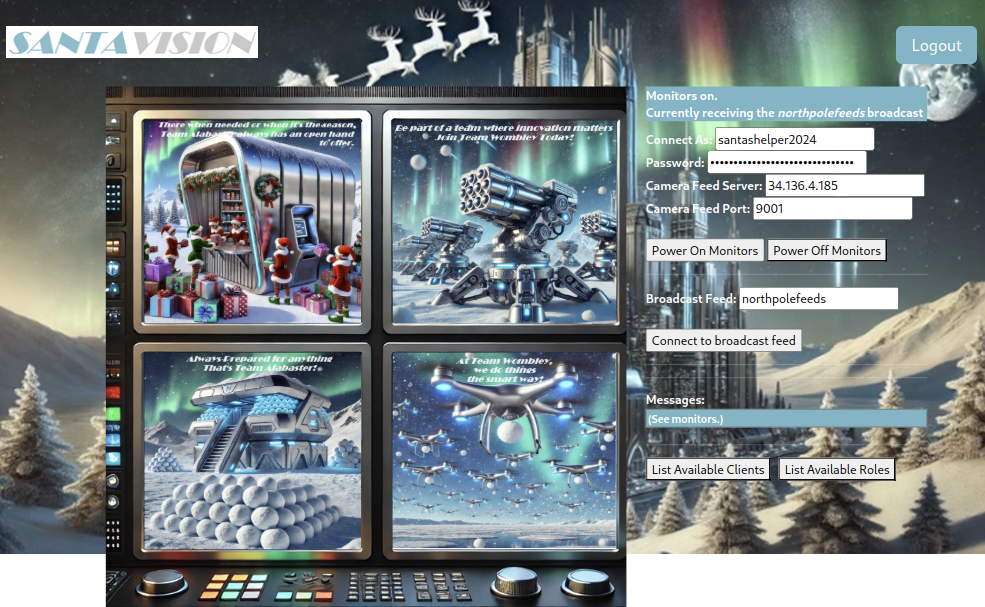 SANTAVISION
Logout
There when needed or when it's the season,
Team Alabaster always has an open hand
to offer.
Be part of a team where innovation matters
Join Team Wombley Today!
Always Prepared for anything
That's Team Alabaster!
At Team Wombley,
we do things
the smart way!
Monitors on.
Currently receiving the northpolefeeds broadcast
Connect As: santashelper2024
Password: ••••••••••••••••••••••••••••••••
Camera Feed Server: 34.136.4.185
Camera Feed Port: 9001
Power On Monitors Power Off Monitors
Broadcast Feed: northpolefeeds
Connect to broadcast feed
Messages:
(See monitors.)
List Available Clients List Available Roles